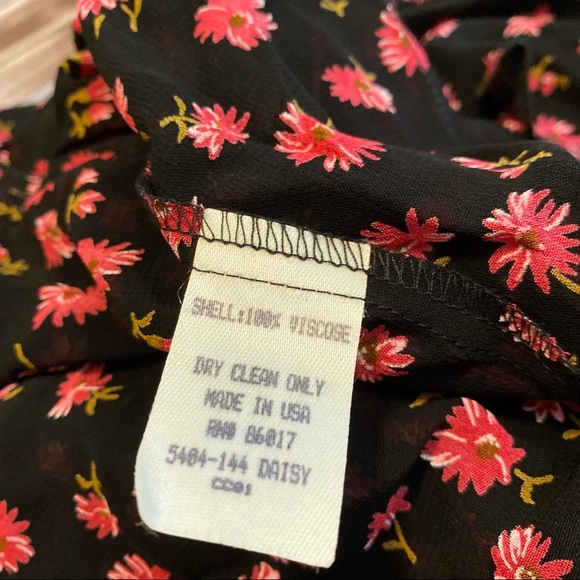 SHELL:100% VISCOSE
DRY CLEAN ONLY
MADE IN USA
RN# 86017
5404-144 DAISY
CC01